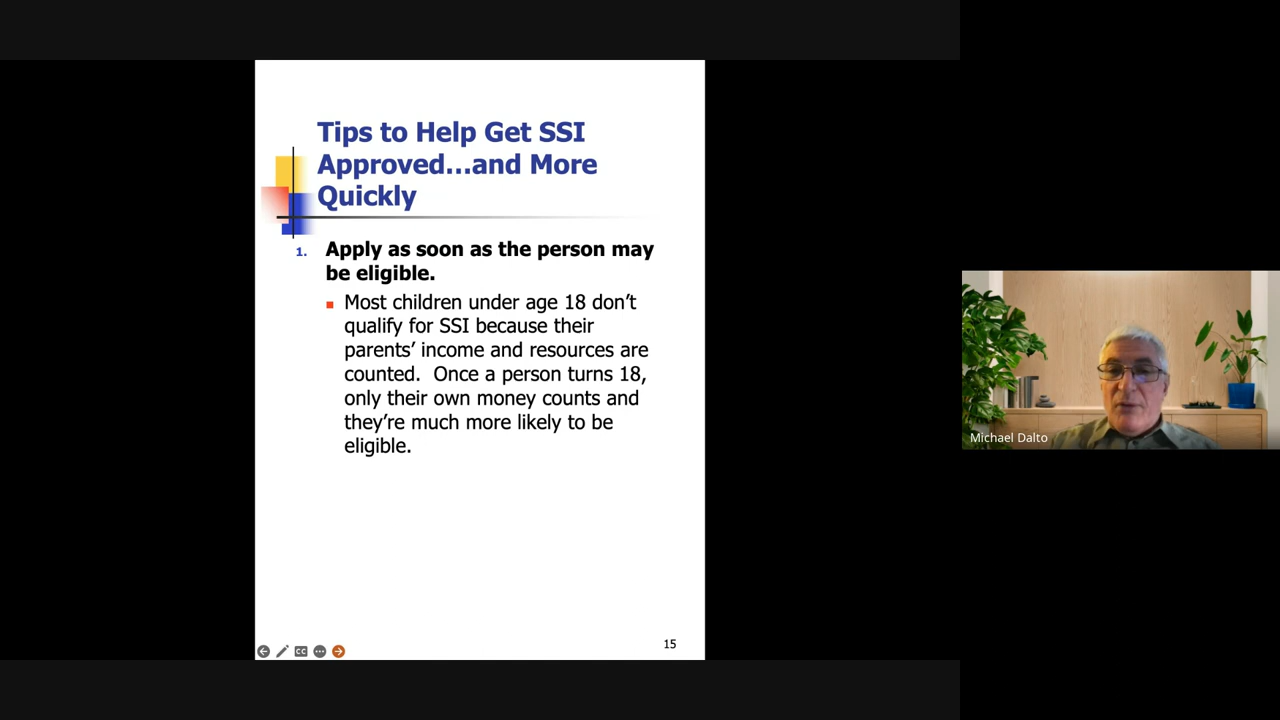 Tips to Help Get SSI
Approved…and More
Quickly
1. Apply as soon as the person may
be eligible.
Most children under age 18 don’t
qualify for SSI because their
parents’ income and resources are
counted.  Once a person turns 18,
only their own money counts and
they’re much more likely to be
eligible.
15
CC
Michael Dalto